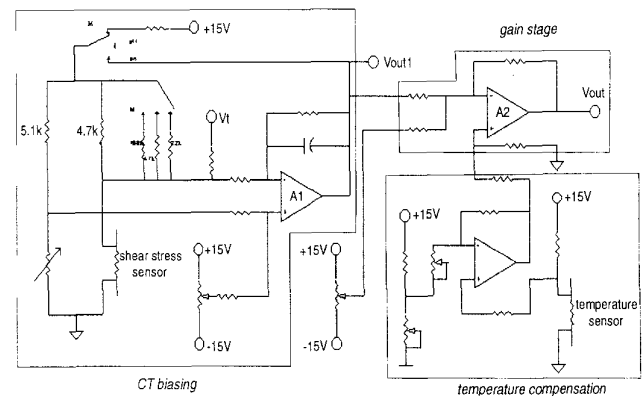 gain stage
+15V
Vout1
Vout
5.1k
4.7k
Vt
A2
A1
+15V
+15V
+15V
+15V
shear stress
sensor
temperature
sensor
-15V
-15V
CT biasing
temperature compensation